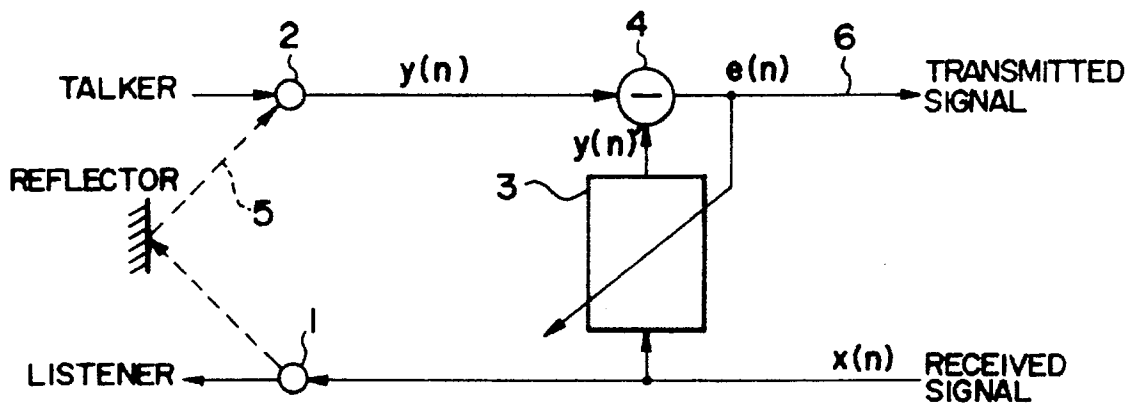 2
4
6
TALKER
y(n)
e(n)
TRANSMITTED
SIGNAL
y(n)
REFLECTOR
5
3
1
LISTENER
x(n)
RECEIVED
SIGNAL